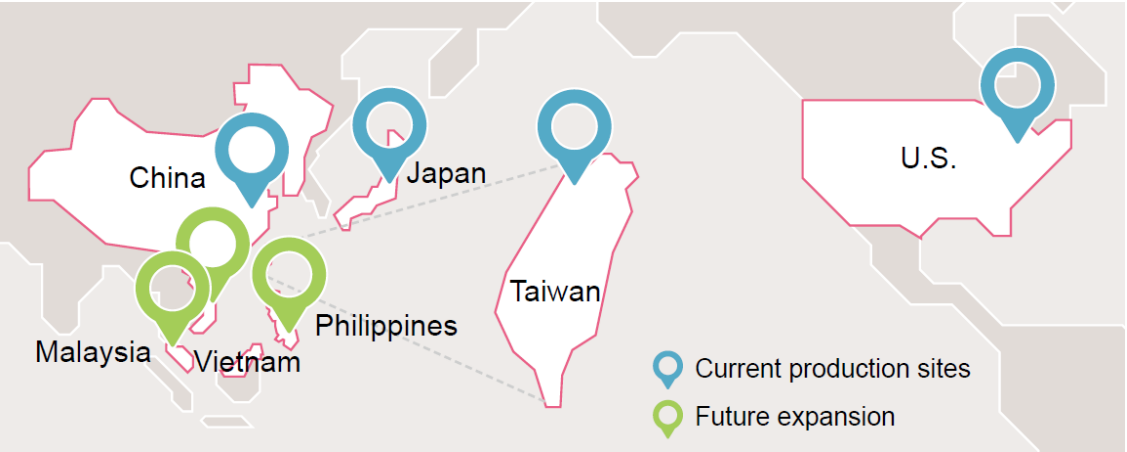 China
Japan
U.S.
Taiwan
Philippines
Malaysia
Vietnam
Current production sites
Future expansion